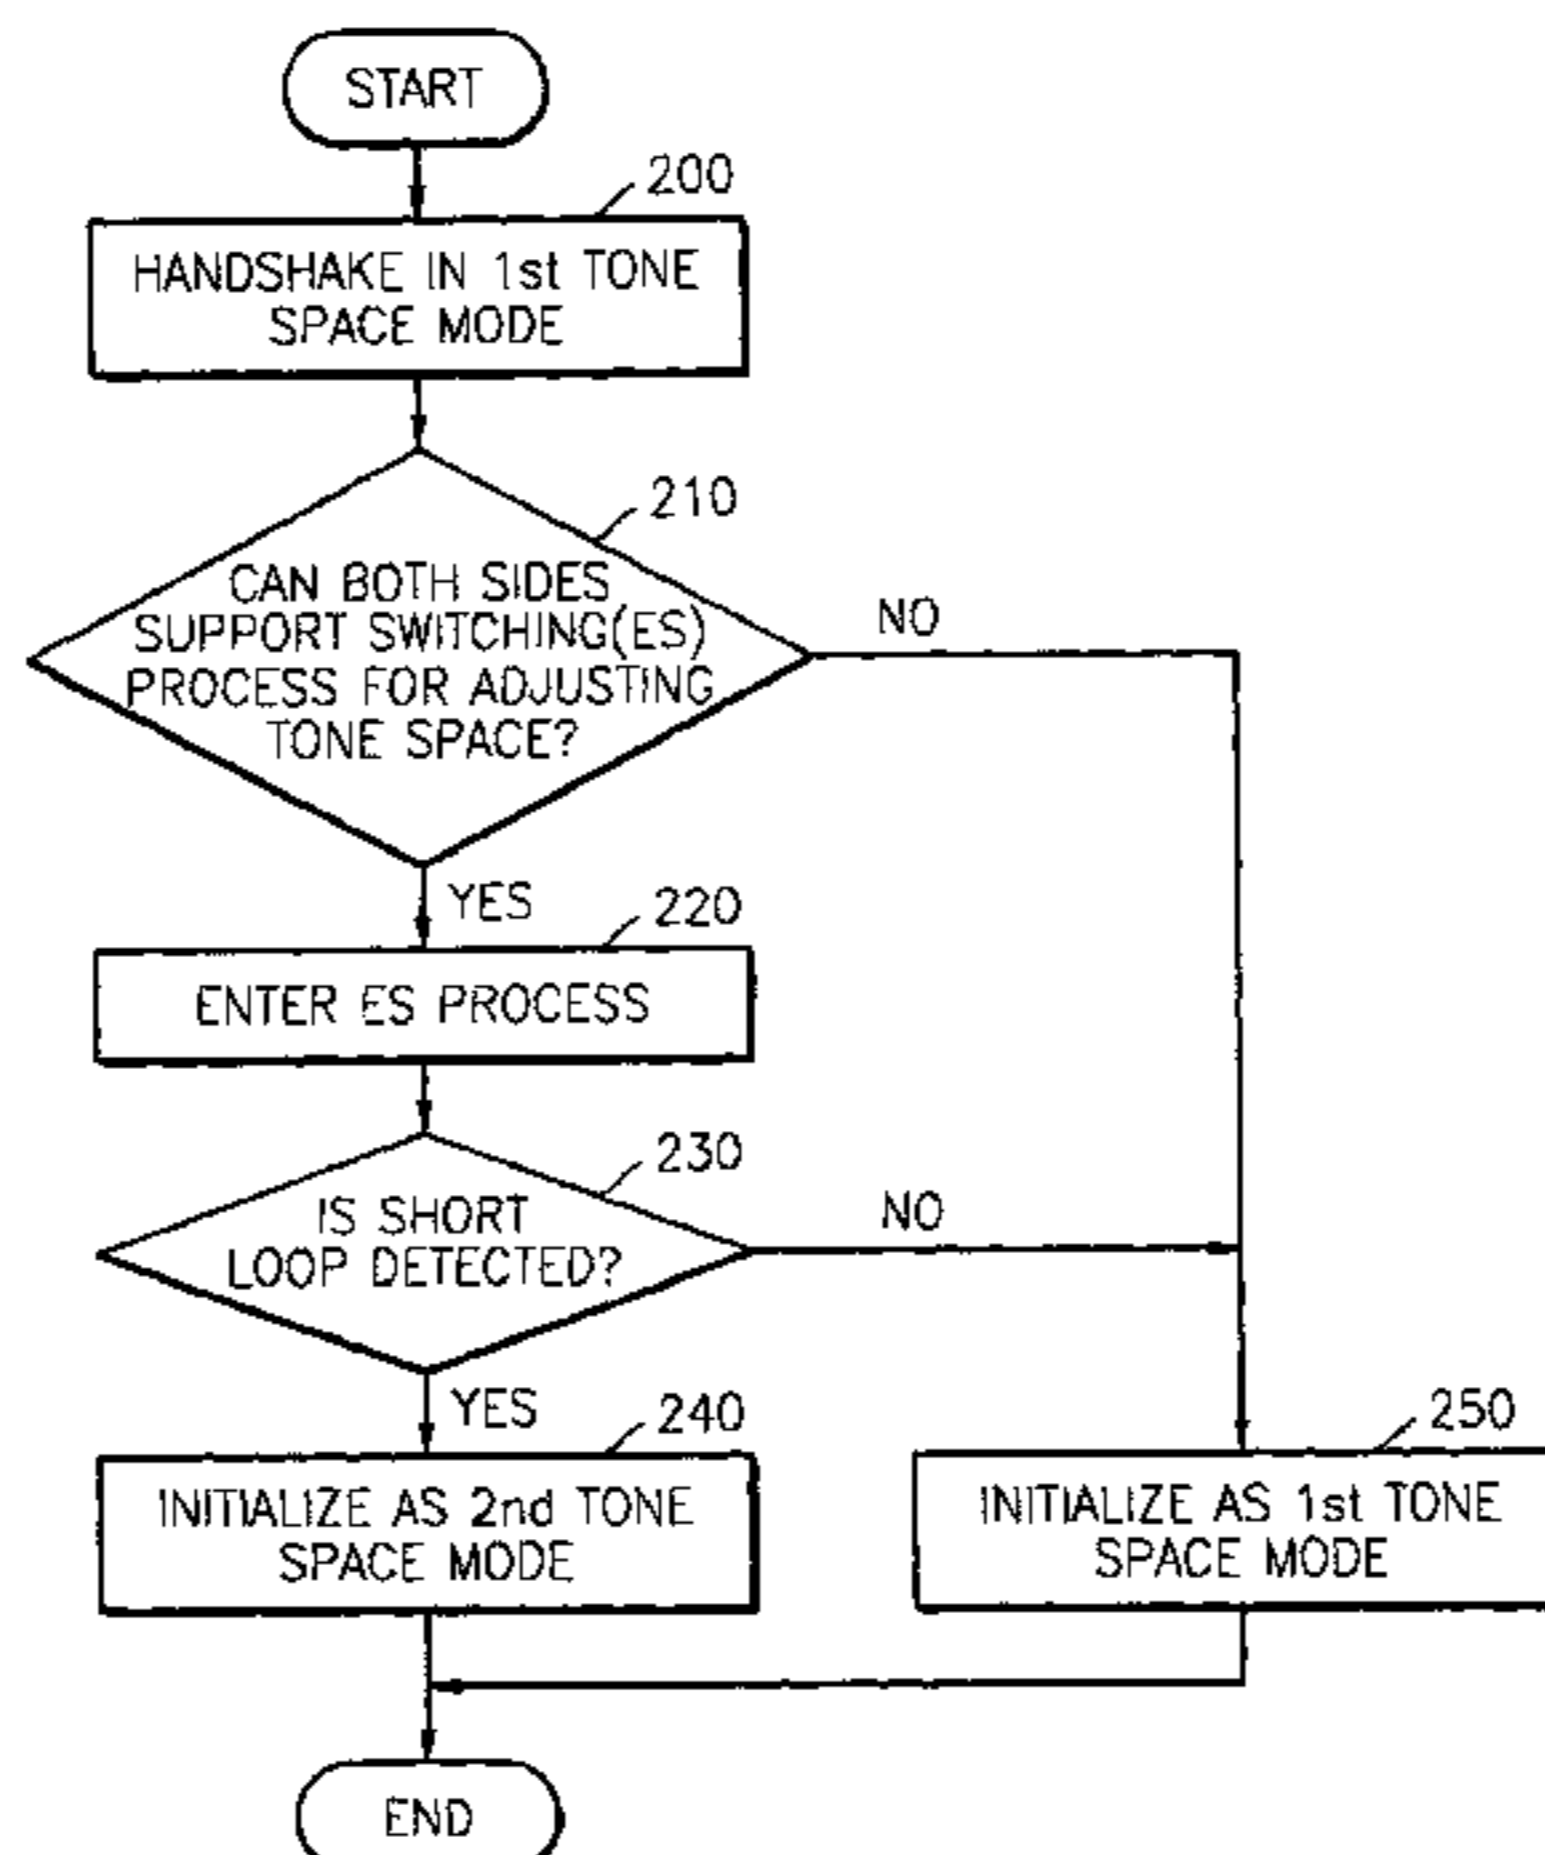 START
200
HANDSHAKE IN 1st TONE
SPACE MODE
210
CAN BOTH SIDES
SUPPORT SWITCHING(ES)
PROCESS FOR ADJUSTING
TONE SPACE?
NO
YES
220
ENTER ES PROCESS
230
IS SHORT
LOOP DETECTED?
NO
YES
240
INITIALIZE AS 2nd TONE
SPACE MODE
250
INITIALIZE AS 1st TONE
SPACE MODE
END